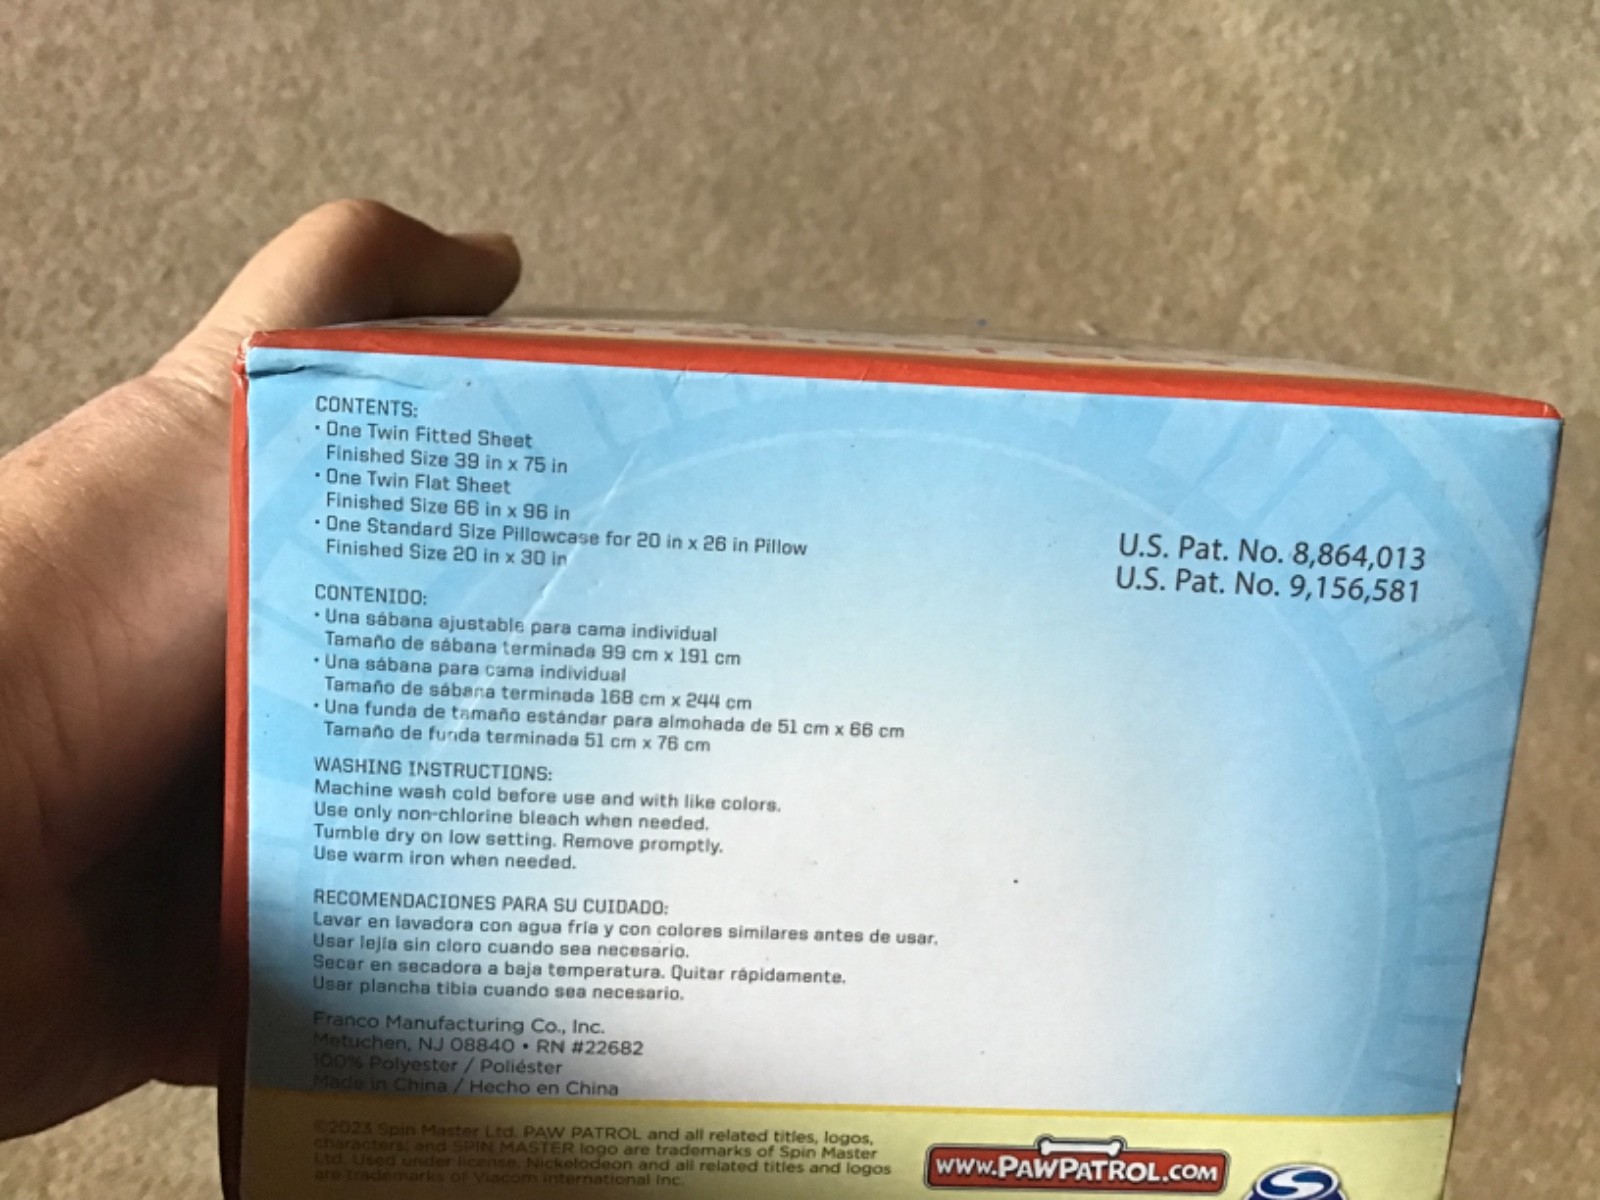 CONTENTS:
• One Twin Fitted Sheet
Finished Size 39 in x 75 in
• One Twin Flat Sheet
Finished Size 66 in x 96 in
• One Standard Size Pillowcase for 20 in x 26 in Pillow
Finished Size 20 in x 30 in
U.S. Pat. No. 8,864,013
U.S. Pat. No. 9,156,581
CONTENIDO:
• Una sábana ajustable para cama individual
Tamaño de sábana terminada 99 cm x 191 cm
• Una sábana para cama individual
Tamaño de sábana terminada 168 cm x 244 cm
• Una funda de tamaño estándar para almohada de 51 cm x 66 cm
Tamaño de funda terminada 51 cm x 76 cm
WASHING INSTRUCTIONS:
Machine wash cold before use and with like colors.
Use only non-chlorine bleach when needed.
Tumble dry on low setting. Remove promptly.
Use warm iron when needed.
RECOMENDACIONES PARA SU CUIDADO:
Lavar en lavadora con agua fría y con colores similares antes de usar.
Usar lejía sin cloro cuando sea necesario.
Secar en secadora a baja temperatura. Quitar rápidamente.
Usar plancha tibia cuando sea necesario.
Franco Manufacturing Co., Inc.
Metuchen, NJ 08840 • RN #22682
100% Polyester / Poliéster
Made in China / Hecho en China
©2023 Spin Master Ltd. PAW PATROL and all related titles, logos,
characters; and SPIN MASTER logo are trademarks of Spin Master
Ltd. Used under license. Nickelodeon and all related titles and logos
are trademarks of Viacom International Inc.
WWW.PAWPATROL.COM